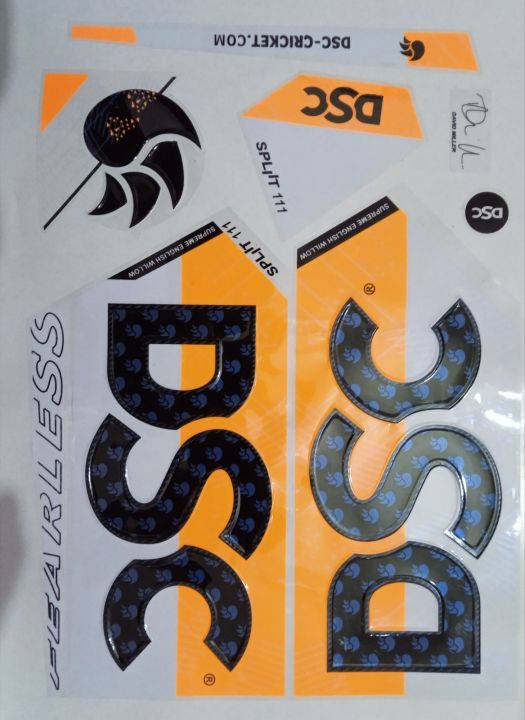 DSC-CRICKET.COM
DSC
SPLIT 111
DAVID MILLER
DSC
SUPREME ENGLISH WILLOW
SPLIT 111
SUPREME ENGLISH WILLOW
FEARLESS
DSC®
DSC®